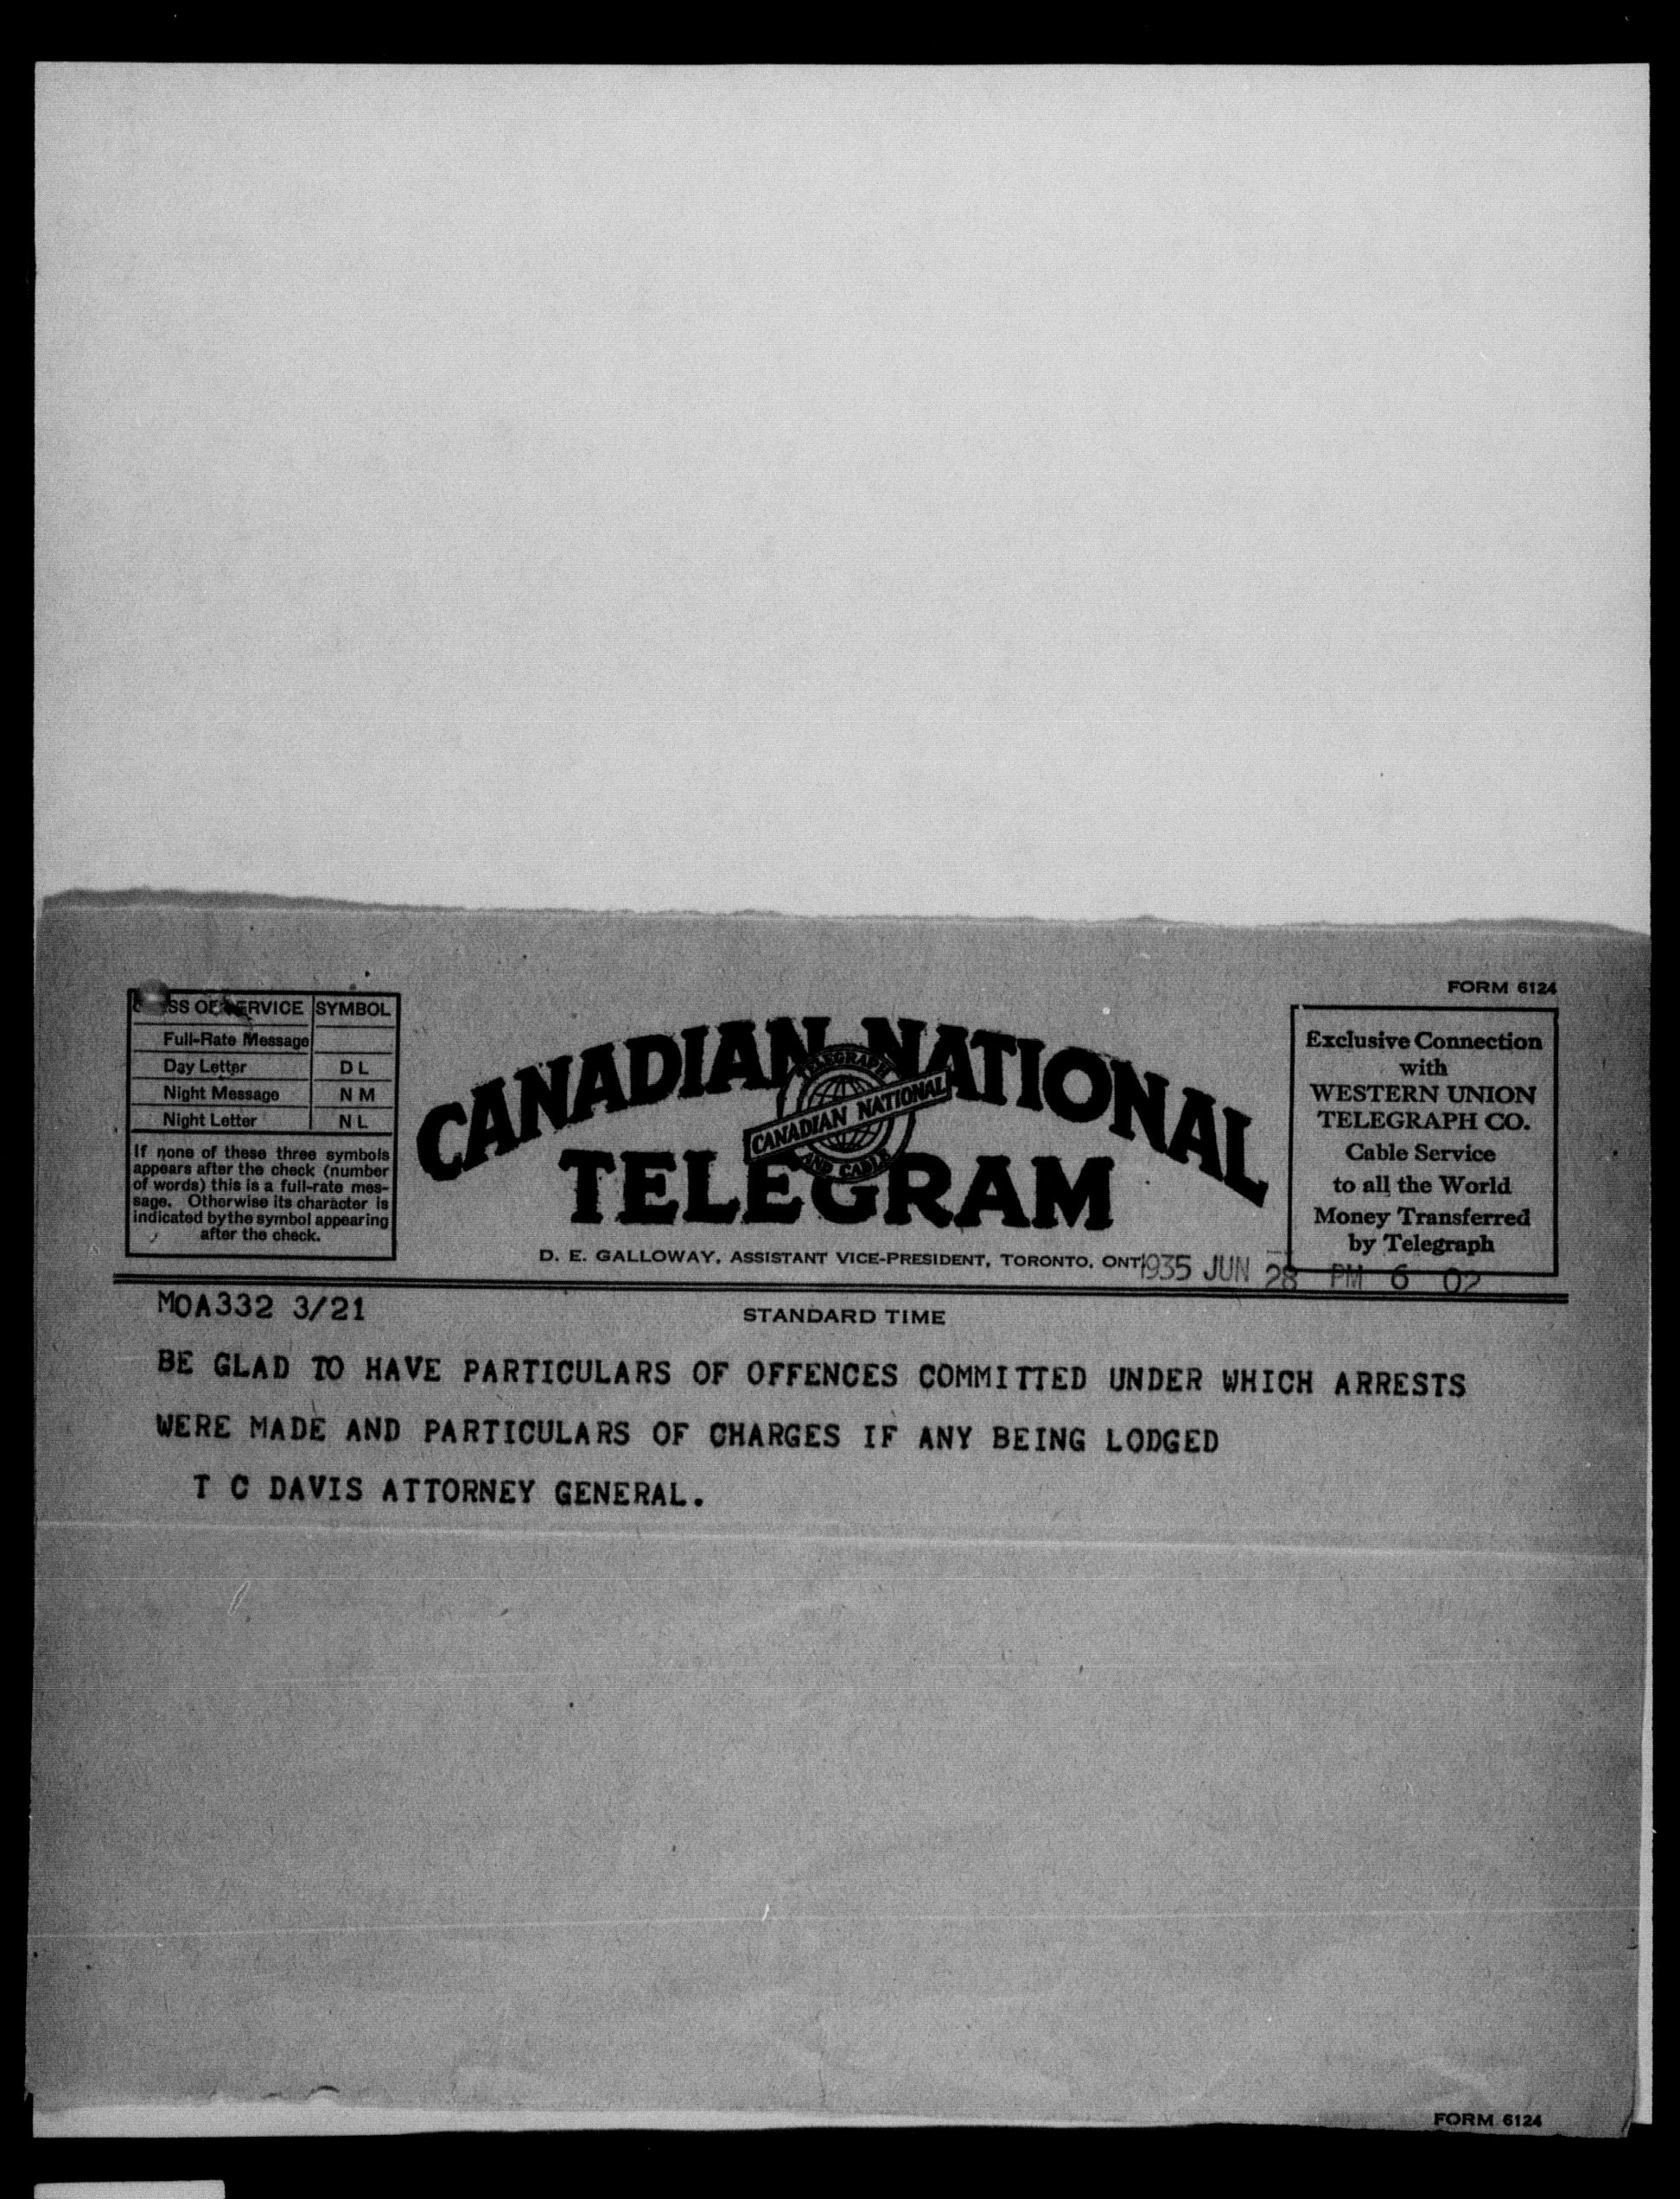 FORM 6124
CLASS OF SERVICE SYMBOL
Full-Rate Message
Day Letter D L
Night Message N M
Night Letter N L
If none of these three symbols
appears after the check (number
of words) this is a full-rate mes-
sage. Otherwise its character is
indicated by the symbol appearing
after the check.
CANADIAN NATIONAL
TELEGRAPH
CANADIAN NATIONAL
AND CABLE
TELEGRAM
D. E. GALLOWAY, ASSISTANT VICE-PRESIDENT, TORONTO, ONT
Exclusive Connection
with
WESTERN UNION
TELEGRAPH CO.
Cable Service
to all the World
Money Transferred
by Telegraph
1935 JUN 28 PM 6 02
MOA332 3/21
STANDARD TIME
BE GLAD TO HAVE PARTICULARS OF OFFENCES COMMITTED UNDER WHICH ARRESTS
WERE MADE AND PARTICULARS OF CHARGES IF ANY BEING LODGED
T C DAVIS ATTORNEY GENERAL.
FORM 6124